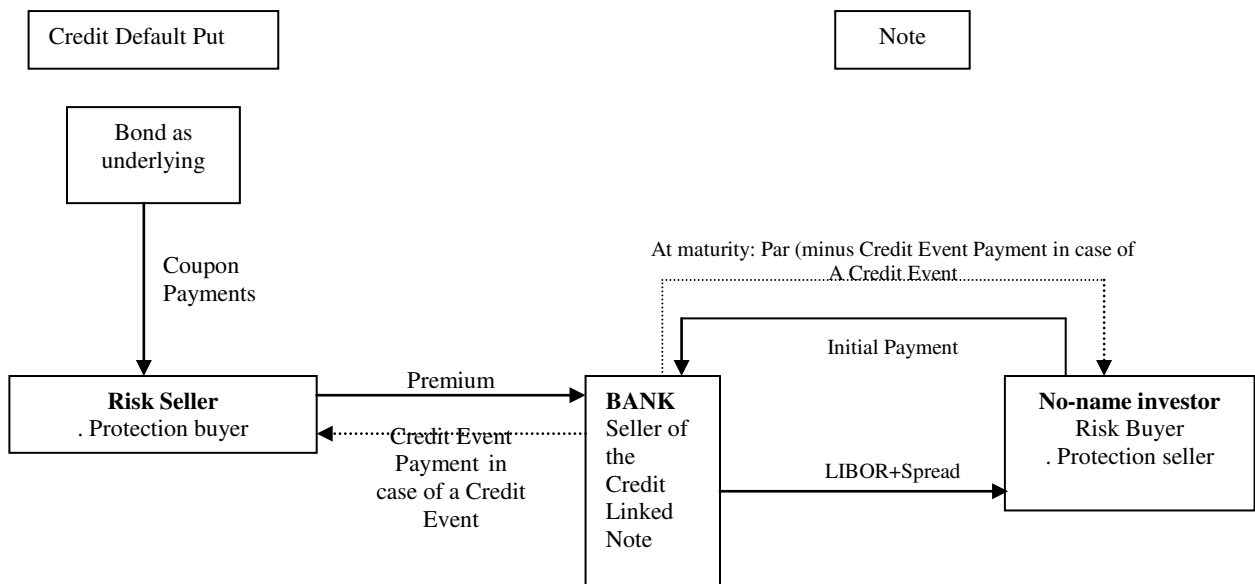 Credit Default Put
Note
Bond as
underlying
Coupon
Payments
At maturity: Par (minus Credit Event Payment in case of
A Credit Event
Initial Payment
Risk Seller
. Protection buyer
Premium
Credit Event
Payment in
case of a Credit
Event
BANK
Seller of
the
Credit
Linked
Note
LIBOR+Spread
No-name investor
Risk Buyer
. Protection seller